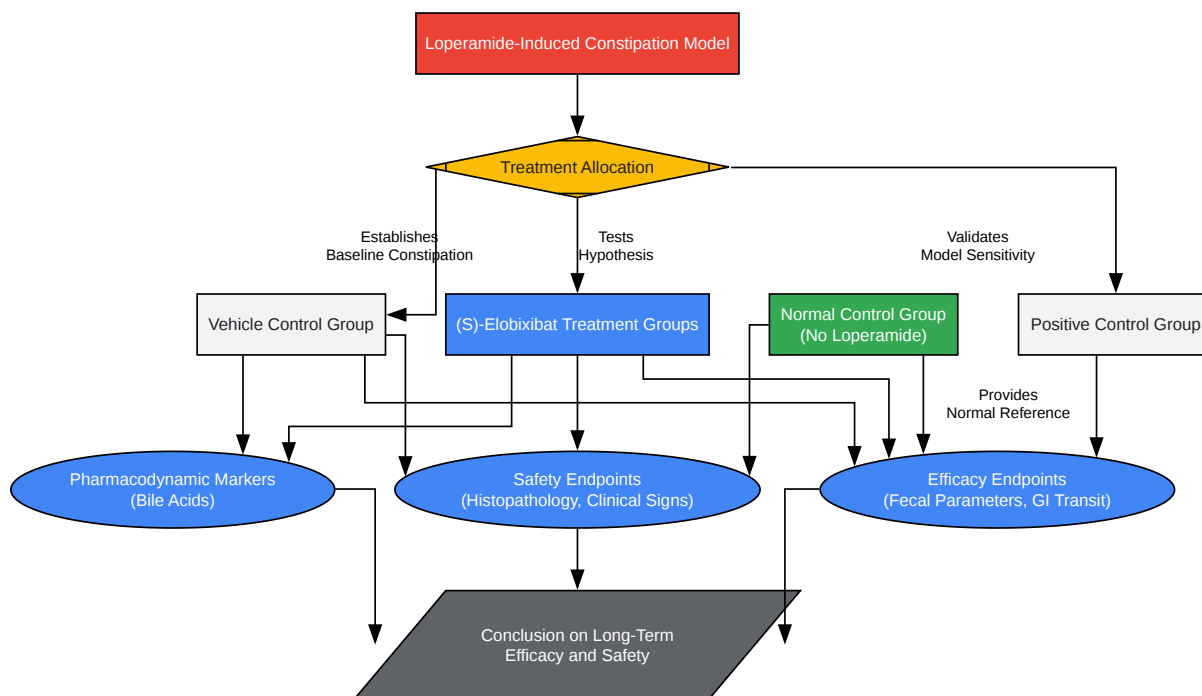 Loperamide-Induced Constipation Model
Treatment Allocation
Establishes
Baseline Constipation
Tests
Hypothesis
Validates
Model Sensitivity
Vehicle Control Group
(S)-Elobixibat Treatment Groups
Normal Control Group
(No Loperamide)
Positive Control Group
Provides
Normal Reference
Pharmacodynamic Markers
(Bile Acids)
Safety Endpoints
(Histopathology, Clinical Signs)
Efficacy Endpoints
(Fecal Parameters, GI Transit)
Conclusion on Long-Term
Efficacy and Safety